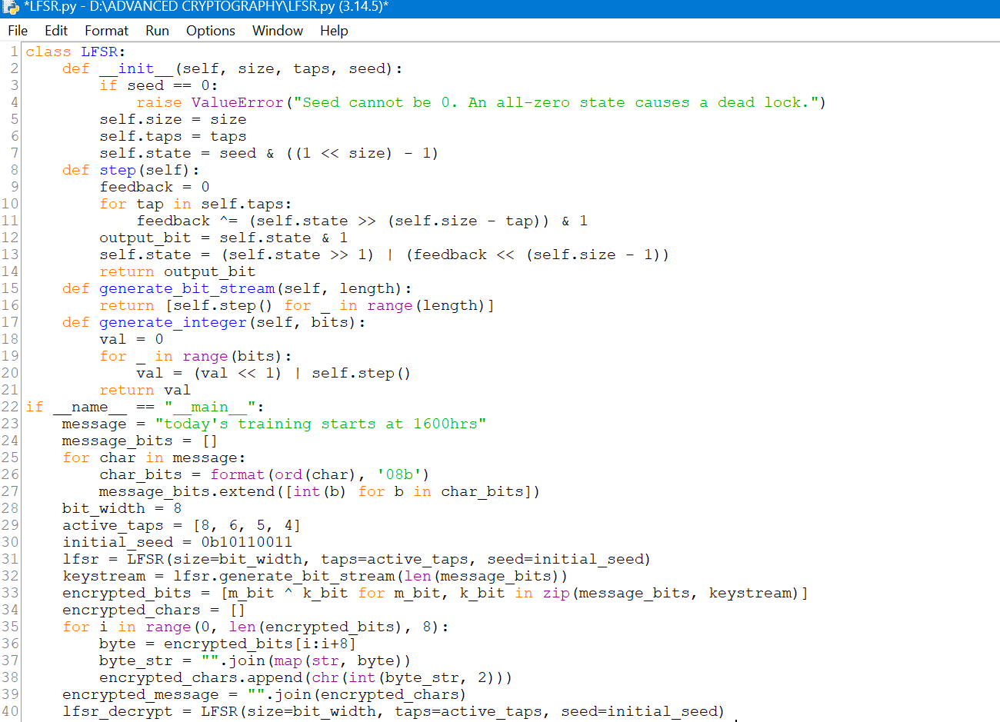 *LFSR.py - D:\ADVANCED CRYPTOGRAPHY\LFSR.py (3.14.5)*
File Edit Format Run Options Window Help
1 class LFSR:
2     def __init__(self, size, taps, seed):
3         if seed == 0:
4             raise ValueError("Seed cannot be 0. An all-zero state causes a dead lock.")
5         self.size = size
6         self.taps = taps
7         self.state = seed & ((1 << size) - 1)
8     def step(self):
9         feedback = 0
10         for tap in self.taps:
11             feedback ^= (self.state >> (self.size - tap)) & 1
12         output_bit = self.state & 1
13         self.state = (self.state >> 1) | (feedback << (self.size - 1))
14         return output_bit
15     def generate_bit_stream(self, length):
16         return [self.step() for _ in range(length)]
17     def generate_integer(self, bits):
18         val = 0
19         for _ in range(bits):
20             val = (val << 1) | self.step()
21         return val
22 if __name__ == "__main__":
23     message = "today's training starts at 1600hrs"
24     message_bits = []
25     for char in message:
26         char_bits = format(ord(char), '08b')
27         message_bits.extend([int(b) for b in char_bits])
28     bit_width = 8
29     active_taps = [8, 6, 5, 4]
30     initial_seed = 0b10110011
31     lfsr = LFSR(size=bit_width, taps=active_taps, seed=initial_seed)
32     keystream = lfsr.generate_bit_stream(len(message_bits))
33     encrypted_bits = [m_bit ^ k_bit for m_bit, k_bit in zip(message_bits, keystream)]
34     encrypted_chars = []
35     for i in range(0, len(encrypted_bits), 8):
36         byte = encrypted_bits[i:i+8]
37         byte_str = "".join(map(str, byte))
38         encrypted_chars.append(chr(int(byte_str, 2)))
39     encrypted_message = "".join(encrypted_chars)
40     lfsr_decrypt = LFSR(size=bit_width, taps=active_taps, seed=initial_seed)